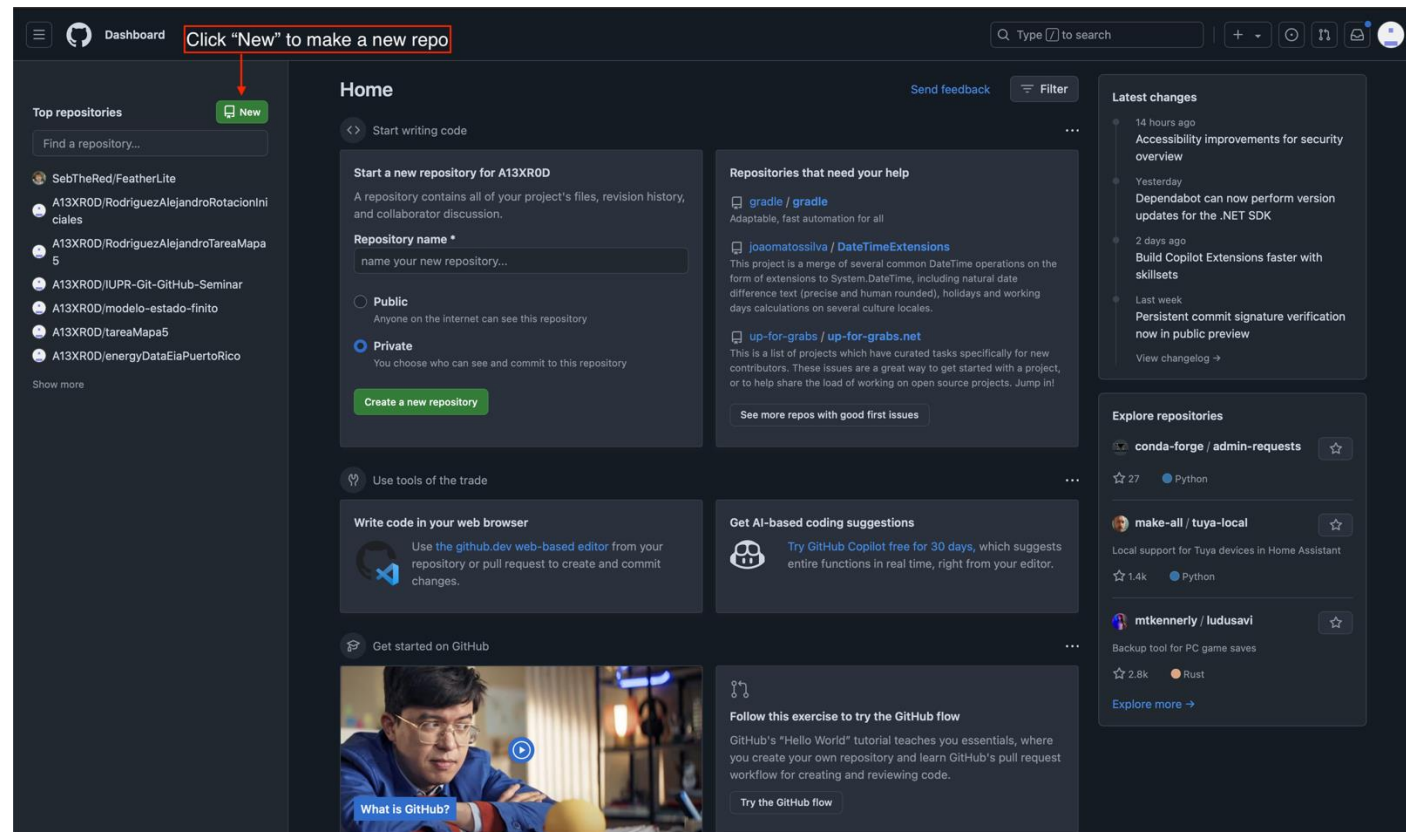 Dashboard
Click “New” to make a new repo
Type / to search
Top repositories
New
Find a repository...
SebTheRed/FeatherLite
A13XR0D/RodriguezAlejandroRotacionIni
ciales
A13XR0D/RodriguezAlejandroTareaMapa
5
A13XR0D/IUPR-Git-GitHub-Seminar
A13XR0D/modelo-estado-finito
A13XR0D/tareaMapa5
A13XR0D/energyDataEiaPuertoRico
Show more
Home
Send feedback
Filter
Start writing code
Start a new repository for A13XR0D
A repository contains all of your project's files, revision history,
and collaborator discussion.
Repository name *
name your new repository...
Public
Anyone on the internet can see this repository
Private
You choose who can see and commit to this repository
Create a new repository
Repositories that need your help
gradle / gradle
Adaptable, fast automation for all
joaomatossilva / DateTimeExtensions
This project is a merge of several common DateTime operations on the
form of extensions to System.DateTime, including natural date
difference text (precise and human rounded), holidays and working
days calculations on several culture locales.
up-for-grabs / up-for-grabs.net
This is a list of projects which have curated tasks specifically for new
contributors. These issues are a great way to get started with a project,
or to help share the load of working on open source projects. Jump in!
See more repos with good first issues
Use tools of the trade
Write code in your web browser
Use the github.dev web-based editor from your
repository or pull request to create and commit
changes.
Get AI-based coding suggestions
Try GitHub Copilot free for 30 days, which suggests
entire functions in real time, right from your editor.
Get started on GitHub
What is GitHub?
Follow this exercise to try the GitHub flow
GitHub's "Hello World" tutorial teaches you essentials, where
you create your own repository and learn GitHub's pull request
workflow for creating and reviewing code.
Try the GitHub flow
Latest changes
14 hours ago
Accessibility improvements for security
overview
Yesterday
Dependabot can now perform version
updates for the .NET SDK
2 days ago
Build Copilot Extensions faster with
skillsets
Last week
Persistent commit signature verification
now in public preview
View changelog →
Explore repositories
conda-forge / admin-requests
27 Python
make-all / tuya-local
Local support for Tuya devices in Home Assistant
1.4k Python
mtkennerly / ludusavi
Backup tool for PC game saves
2.8k Rust
Explore more →